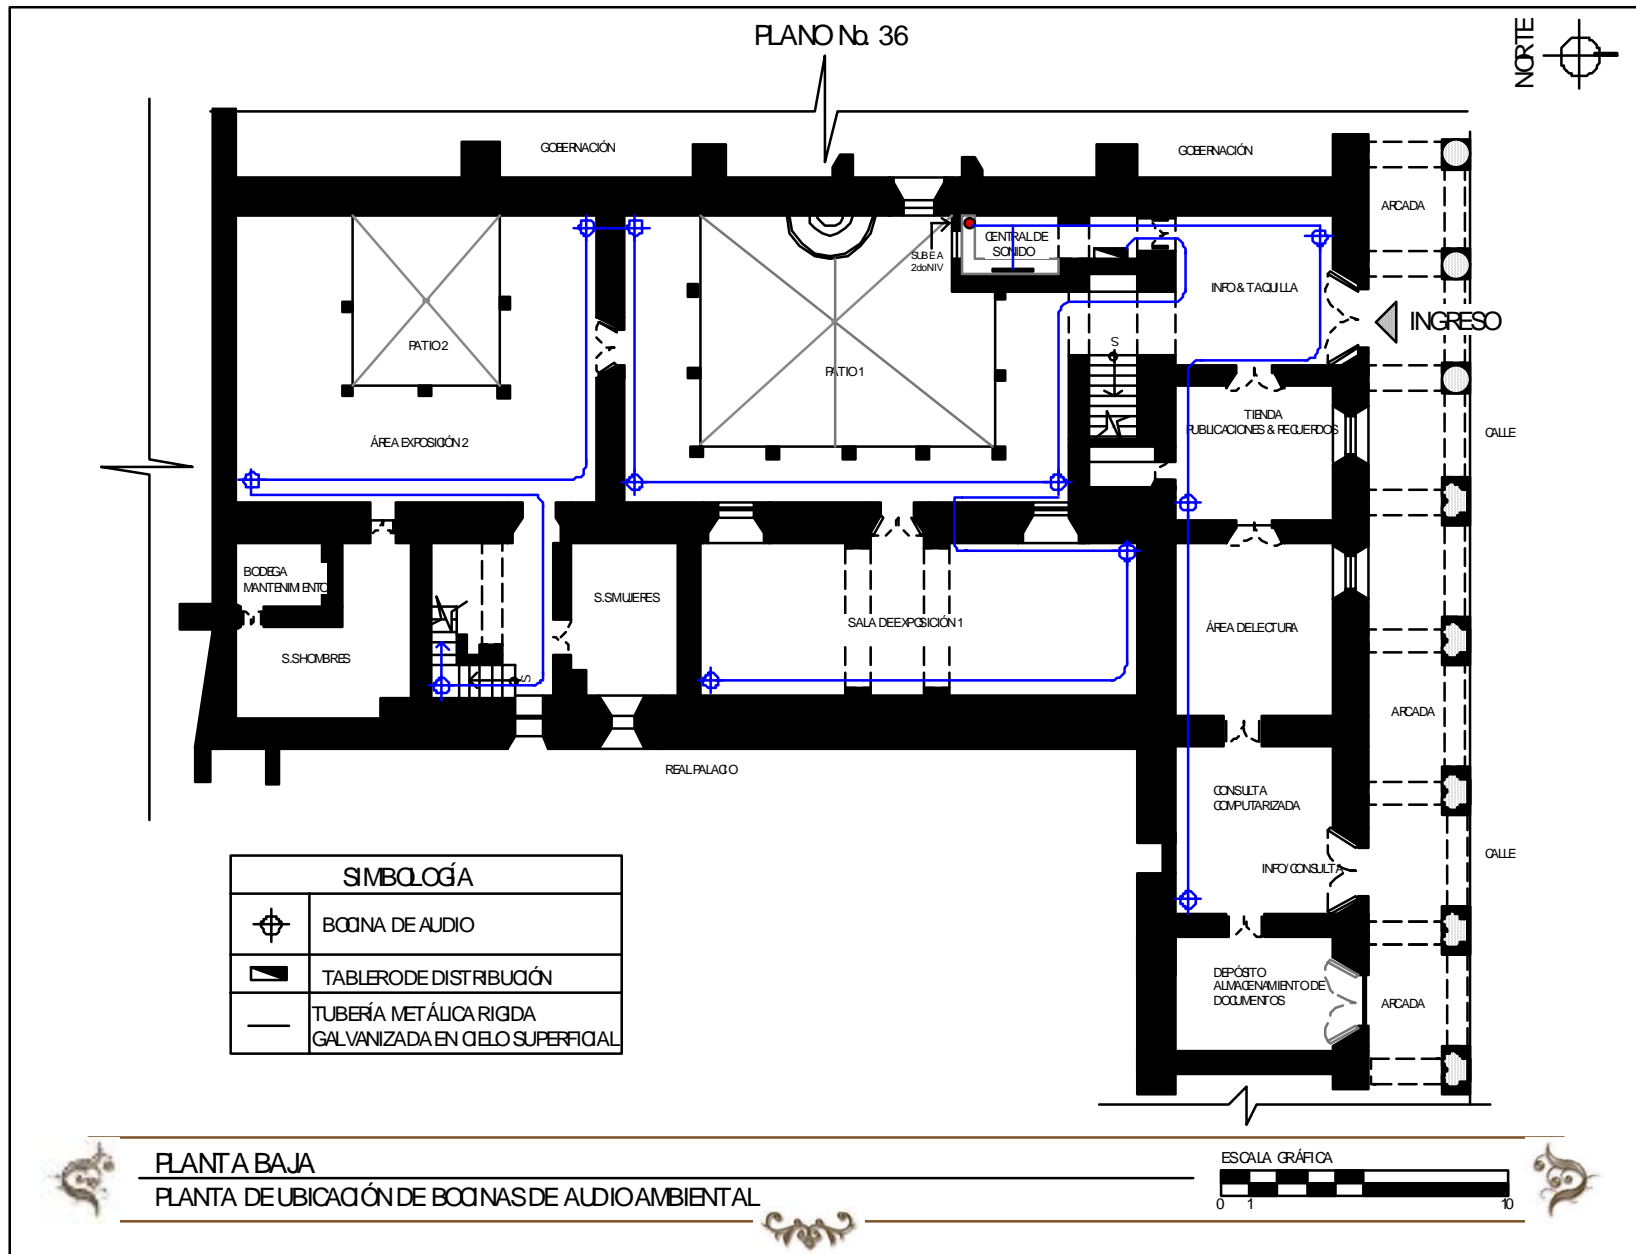 PLANO No. 36
NORTE
GOBERNACIÓN
GOBERNACIÓN
ARCADA
CENTRAL DE
SONIDO
SUBE A
2do NIV
INFO & TAQUILLA
INGRESO
PATIO 2
PATIO 1
S
TIENDA
PUBLICACIONES & RECUERDOS
CALLE
ÁREA EXPOSICIÓN 2
BODEGA
MANTENIMIENTO
S.S MUJERES
SALA DE EXPOSICIÓN 1
ÁREA DE LECTURA
S.S HOMBRES
S
ARCADA
REAL PALACIO
CONSULTA
COMPUTARIZADA
INFO/ CONSULTA
CALLE
SIMBOLOGÍA
BOCINA DE AUDIO
TABLERO DE DISTRIBUCIÓN
TUBERÍA METÁLICA RIGIDA
GALVANIZADA EN CIELO SUPERFICIAL
DEPÓSITO
ALMACENAMIENTO DE
DOCUMENTOS
ARCADA
PLANTA BAJA
PLANTA DE UBICACIÓN DE BOCINAS DE AUDIO AMBIENTAL
ESCALA GRÁFICA
0 1 10